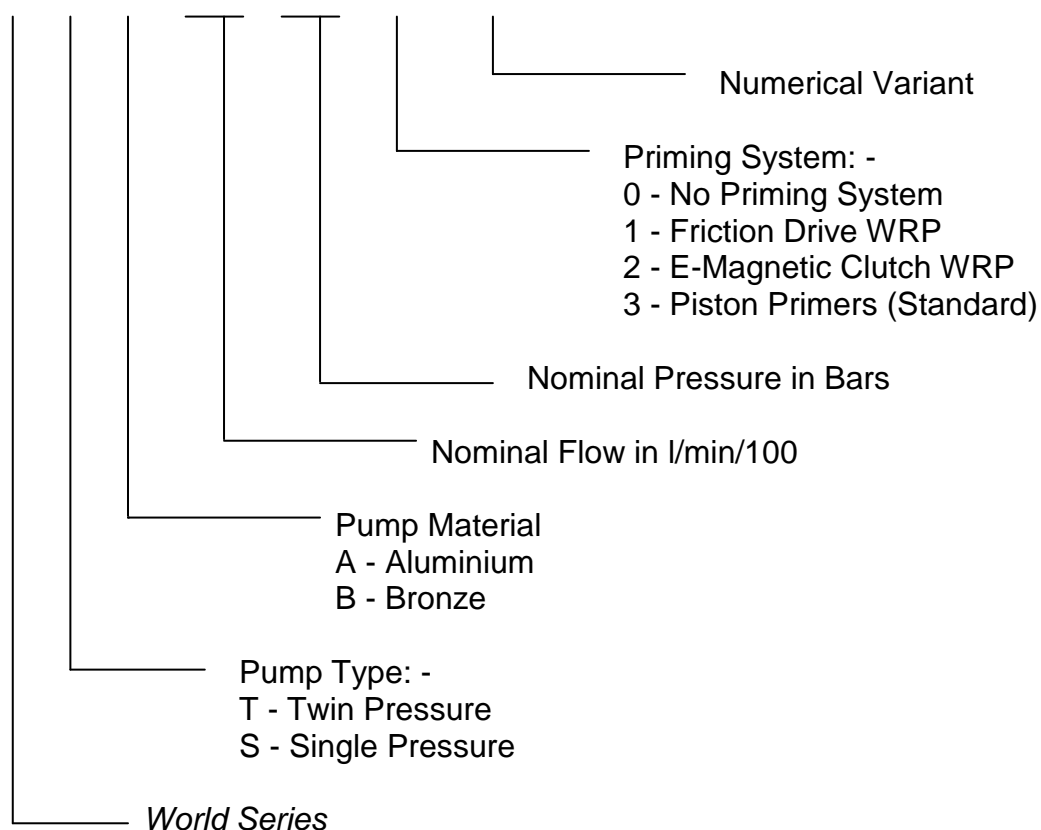 Numerical Variant
Priming System: -
0 - No Priming System
1 - Friction Drive WRP
2 - E-Magnetic Clutch WRP
3 - Piston Primers (Standard)
Nominal Pressure in Bars
Nominal Flow in l/min/100
Pump Material
A - Aluminium
B - Bronze
Pump Type: -
T - Twin Pressure
S - Single Pressure
World Series